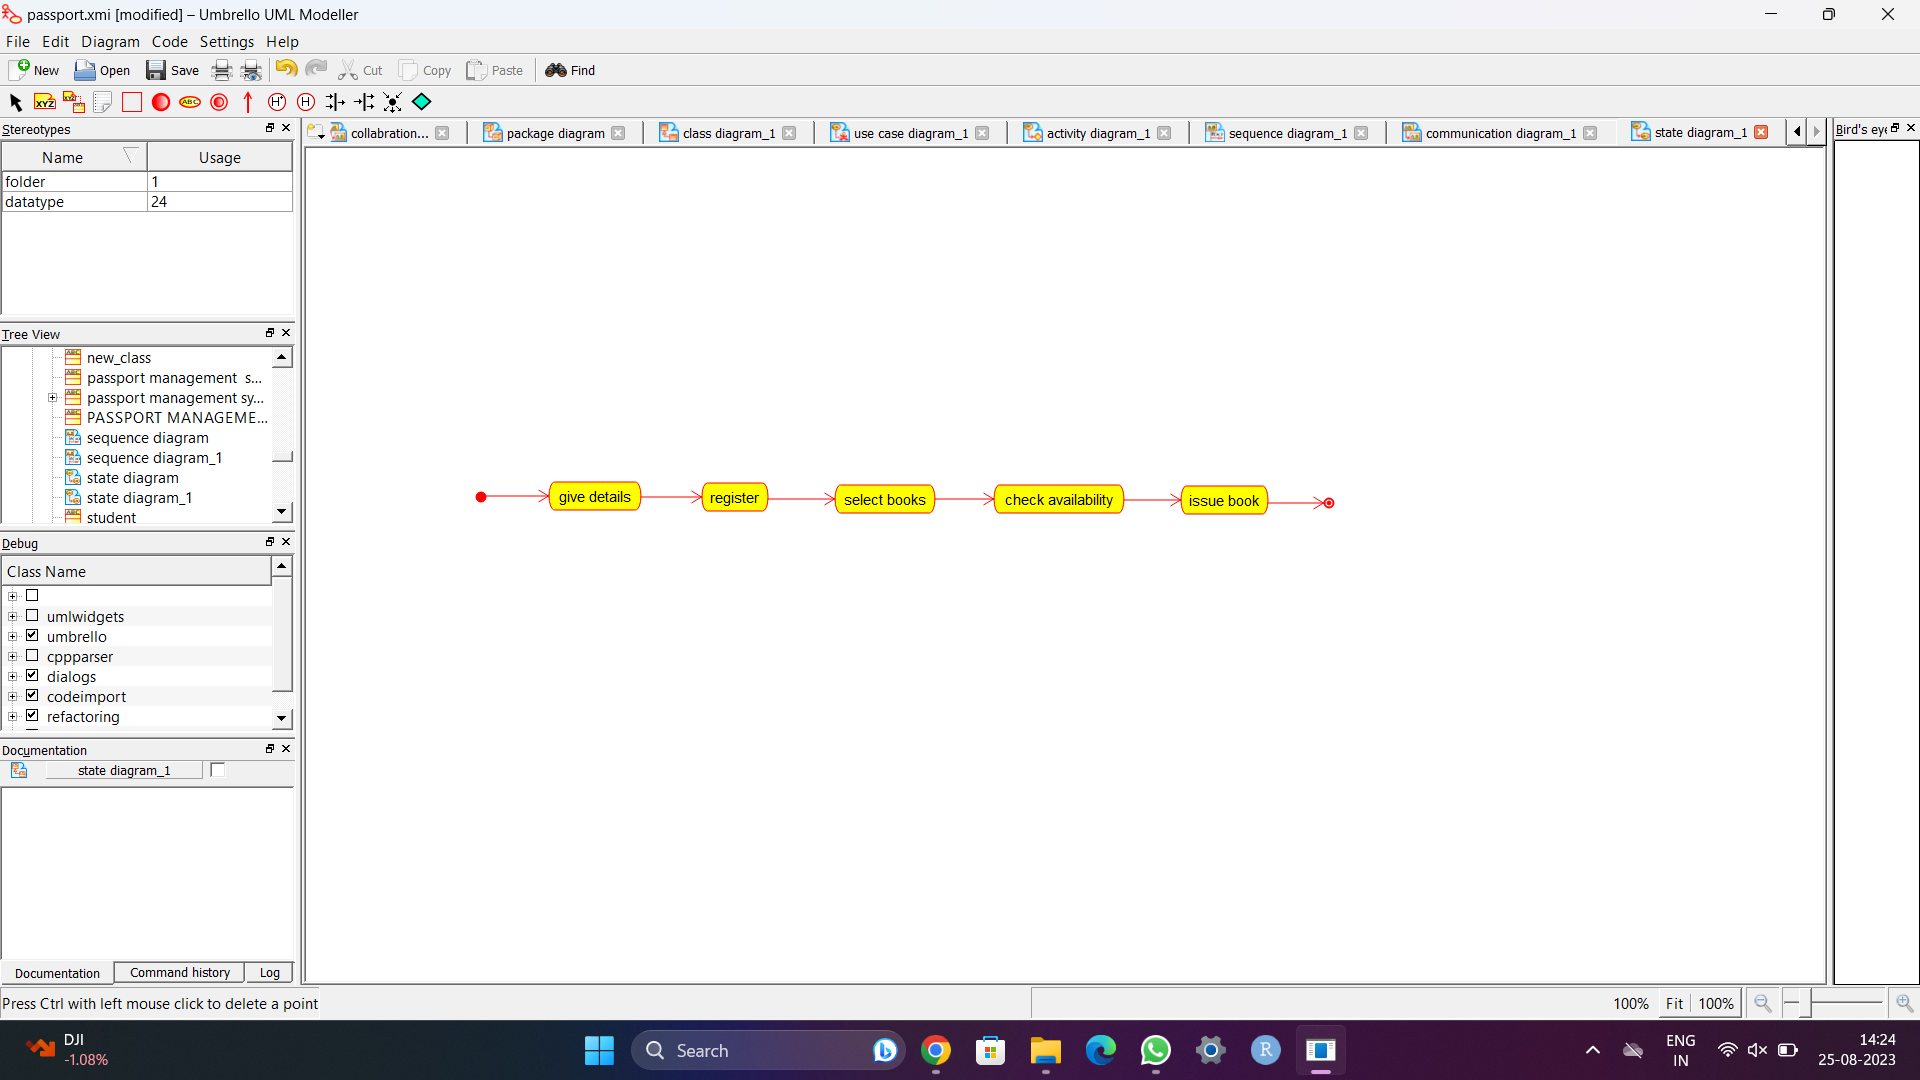 passport.xmi [modified] – Umbrello UML Modeller
File Edit Diagram Code Settings Help
New Open Save Cut Copy Paste Find
XYZ XYZ ABC H* H
Stereotypes
Name Usage
folder 1
datatype 24
collabration... package diagram class diagram_1 use case diagram_1 activity diagram_1 sequence diagram_1 communication diagram_1 state diagram_1
Bird's eye
Tree View
new_class
passport management s...
passport management sy...
PASSPORT MANAGEME...
sequence diagram
sequence diagram_1
state diagram
state diagram_1
student
give details register select books check availability issue book
Debug
Class Name
umlwidgets
umbrello
cppparser
dialogs
codeimport
refactoring
Documentation
state diagram_1
Documentation Command history Log
Press Ctrl with left mouse click to delete a point
100% Fit 100%
DJI
-1.08%
Search
R
ENG
IN
14:24
25-08-2023